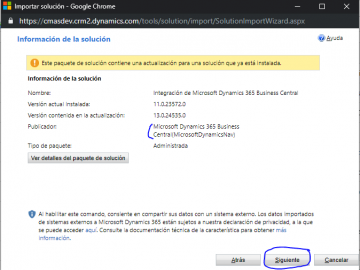 Importar solución - Google Chrome
https://cmasdev.crm2.dynamics.com/tools/solution/import/SolutionImportWizard.aspx
Información de la solución
Ayuda
Este paquete de solución contiene una actualización para una solución que ya está instalada.
Información de la solución
Nombre: Integración de Microsoft Dynamics 365 Business Central
Versión actual instalada: 11.0.23572.0
Versión contenida en la actualización: 13.0.24535.0
Publicador: Microsoft Dynamics 365 Business
Central(MicrosoftDynamicsNav)
Tipo de paquete: Administrada
Ver detalles del paquete de solución
Al habilitar este comando, consiente en compartir sus datos con un sistema externo. Los datos importados
de sistemas externos a Microsoft Dynamics 365 están sujetos a nuestra declaración de privacidad, a la que
se puede acceder aquí. Consulte la documentación técnica de la característica para obtener más
información.
Atrás Siguiente Cancelar